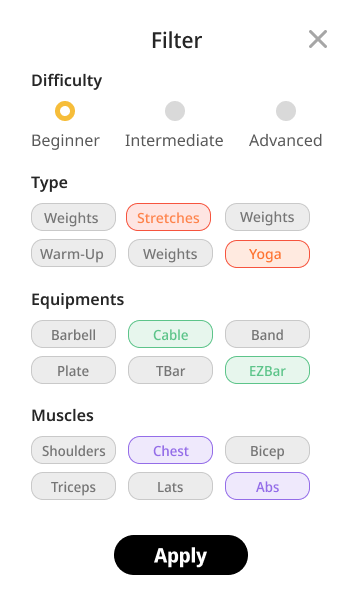 Filter
Difficulty
Beginner Intermediate Advanced
Type
Weights Stretches Weights
Warm-Up Weights Yoga
Equipments
Barbell Cable Band
Plate TBar EZBar
Muscles
Shoulders Chest Bicep
Triceps Lats Abs
Apply